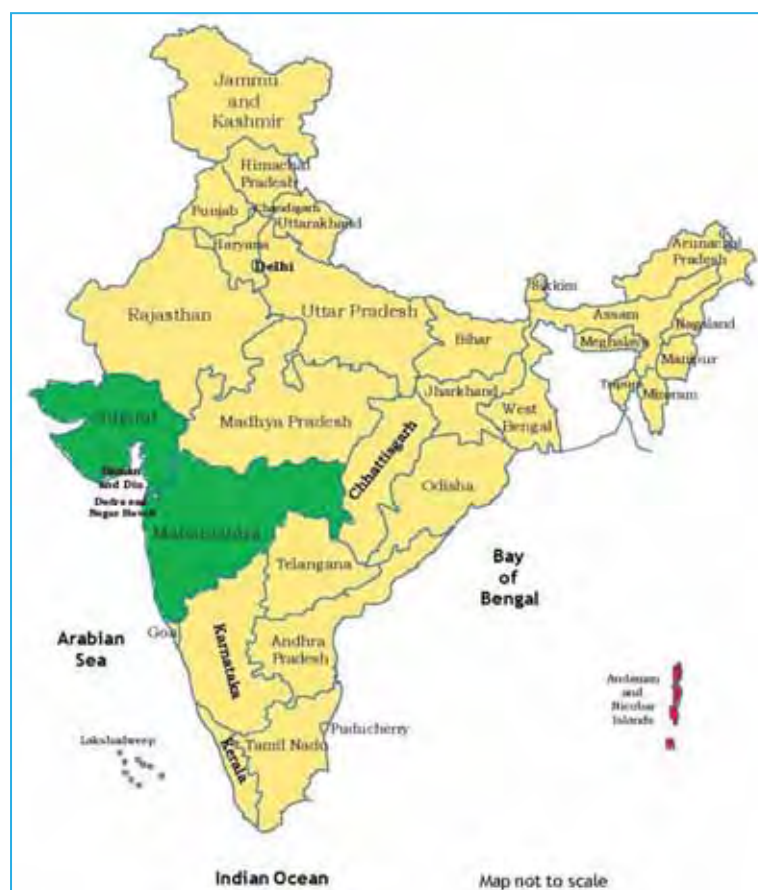 Jammu
and
Kashmir
Himachal
Pradesh
Punjab
Chandigarh
Uttarakhand
Haryana
Delhi
Arunachal
Pradesh
Sikkim
Rajasthan
Uttar Pradesh
Assam
Nagaland
Bihar
Meghalaya
Manipur
Tripura
Mizoram
Gujarat
Madhya Pradesh
Jharkhand
West
Bengal
Chhattisgarh
Odisha
Daman
and Diu
Dadra and
Nagar Haveli
Maharashtra
Telangana
Bay
of
Bengal
Goa
Arabian
Sea
Karnataka
Andhra
Pradesh
Andaman
and
Nicobar
Islands
Lakshadweep
Kerala
Tamil Nadu
Puducherry
Indian Ocean
Map not to scale